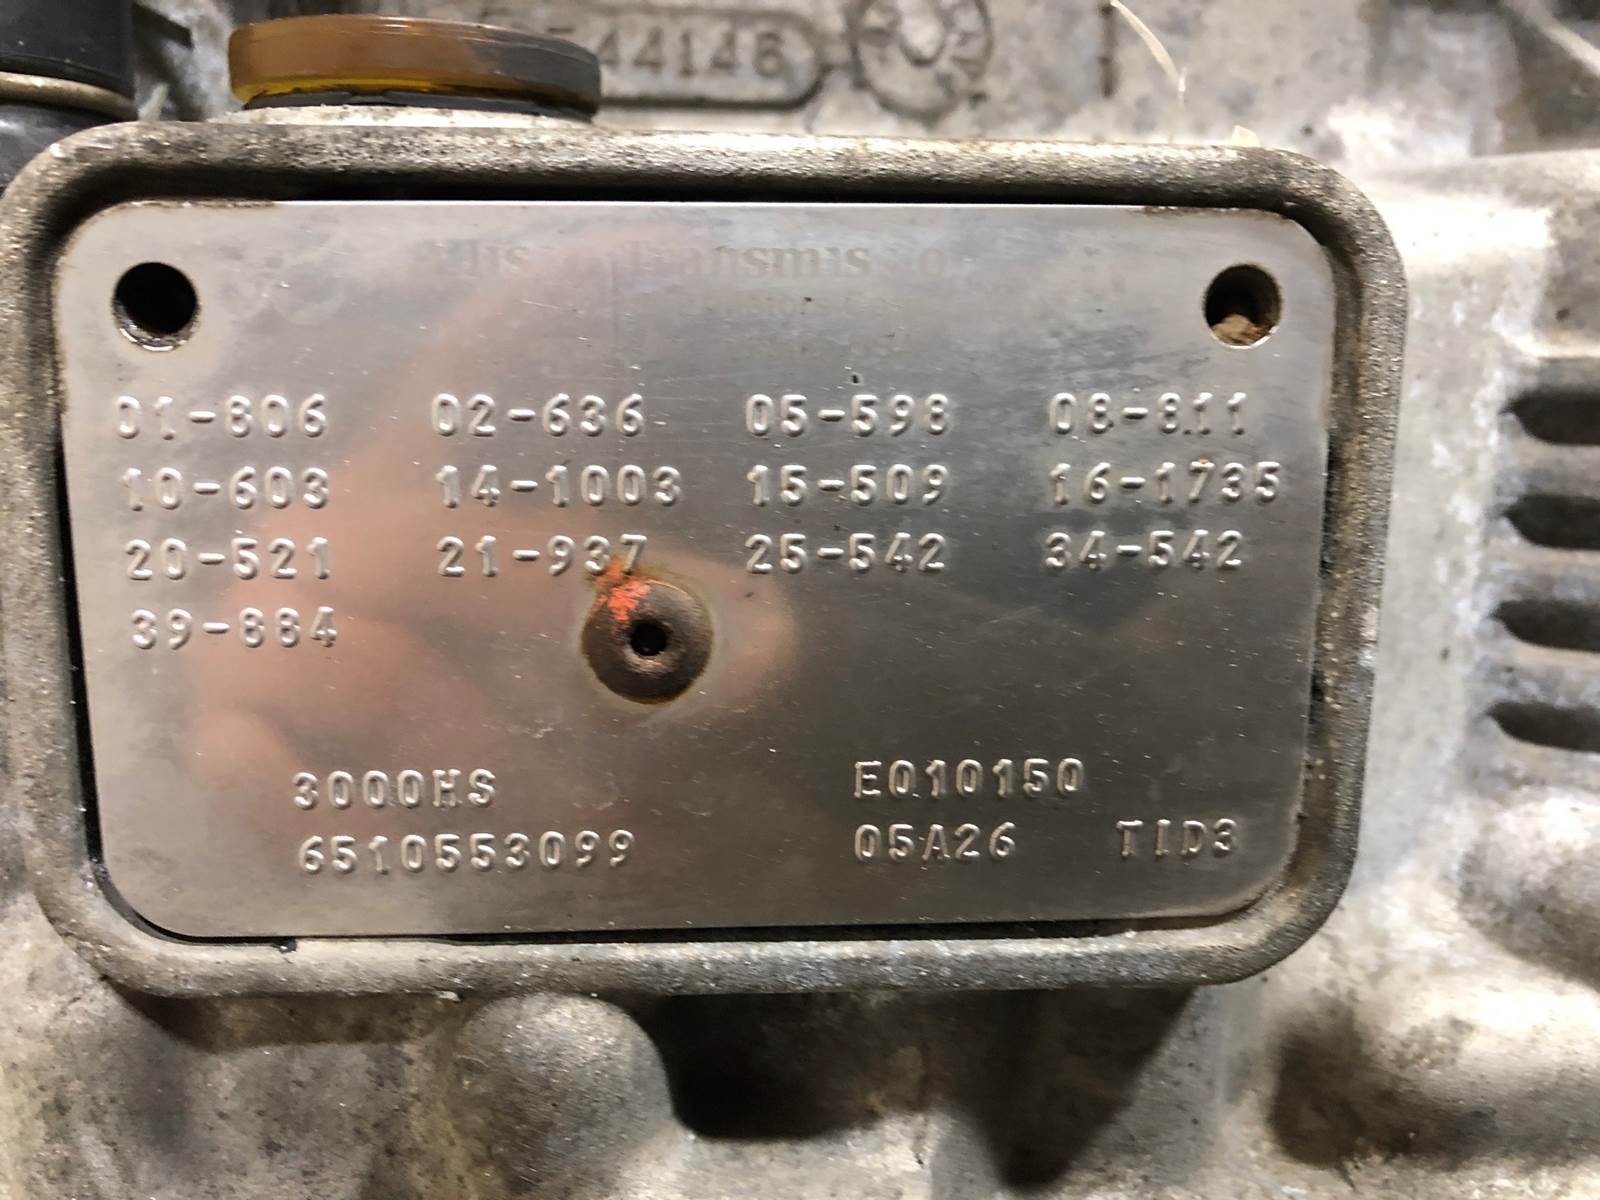 44146
01-806 02-636 05-598 08-811
10-603 14-1003 15-509 16-1735
20-521 21-937 25-542 34-542
39-884
3000HS E010150
6510553099 05A26 TID3